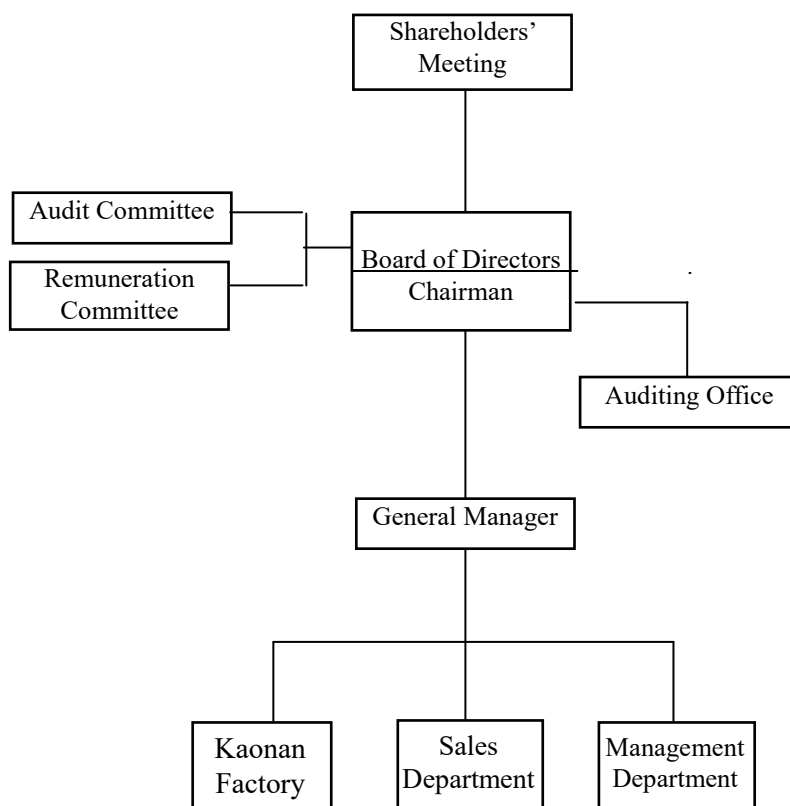 Shareholders’
Meeting
Audit Committee
Remuneration
Committee
Board of Directors
Chairman
Auditing Office
General Manager
Kaonan
Factory
Sales
Department
Management
Department